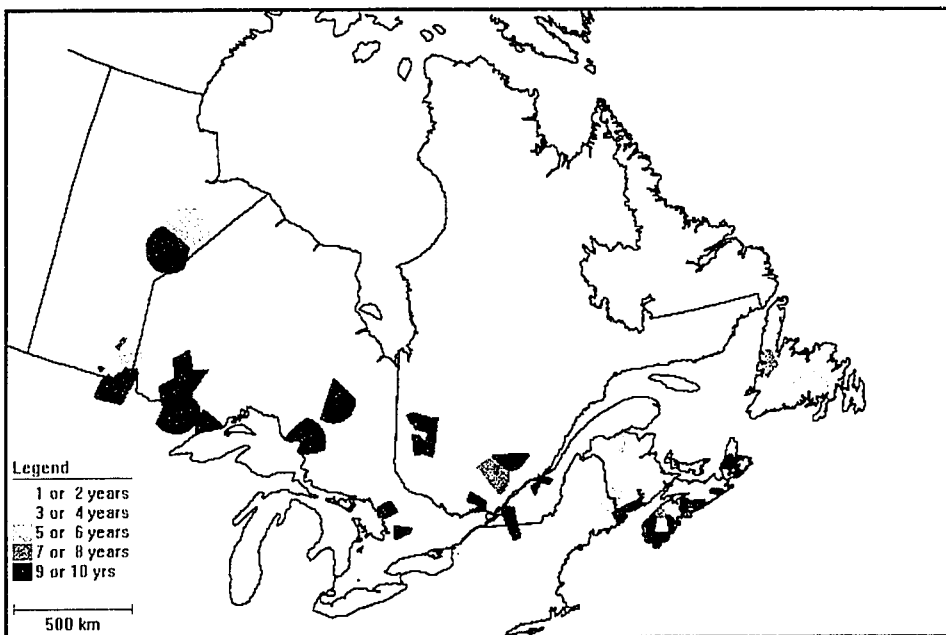 Legend
1 or 2 years
3 or 4 years
5 or 6 years
7 or 8 years
9 or 10 yrs
500 km